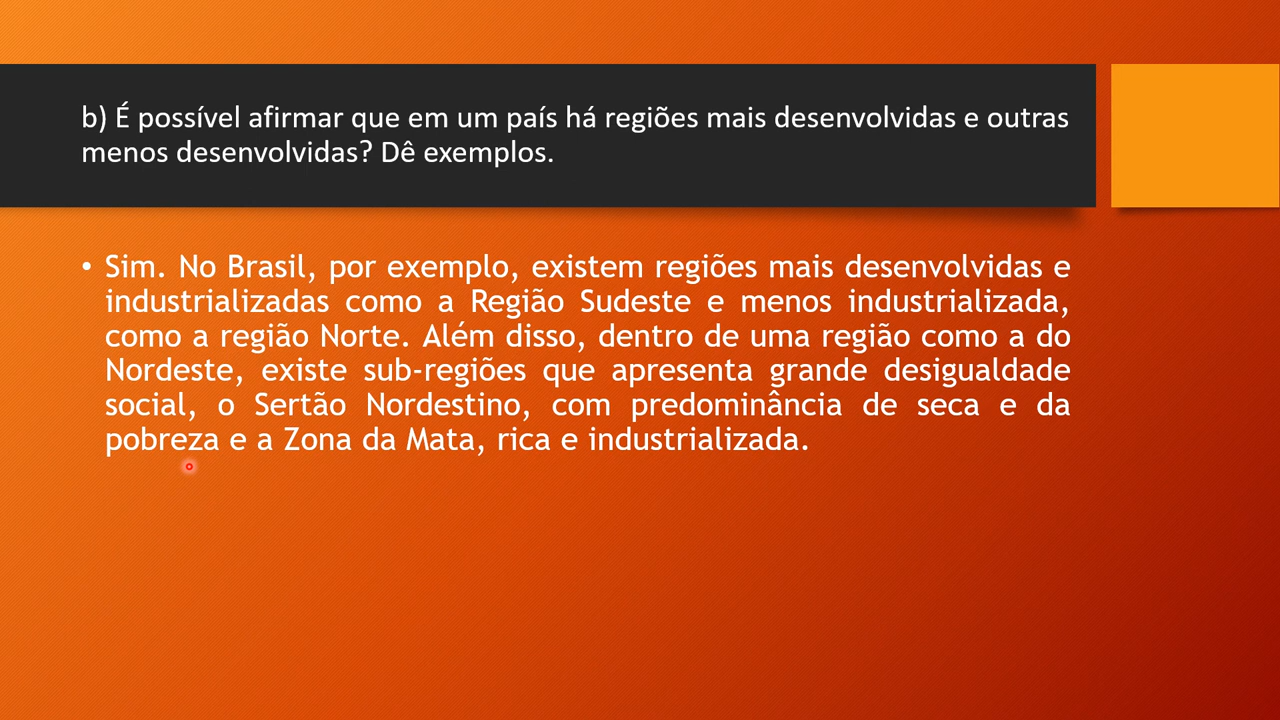 b) É possível afirmar que em um país há regiões mais desenvolvidas e outras
menos desenvolvidas? Dê exemplos.
• Sim. No Brasil, por exemplo, existem regiões mais desenvolvidas e
industrializadas como a Região Sudeste e menos industrializada,
como a região Norte. Além disso, dentro de uma região como a do
Nordeste, existe sub-regiões que apresenta grande desigualdade
social, o Sertão Nordestino, com predominância de seca e da
pobreza e a Zona da Mata, rica e industrializada.